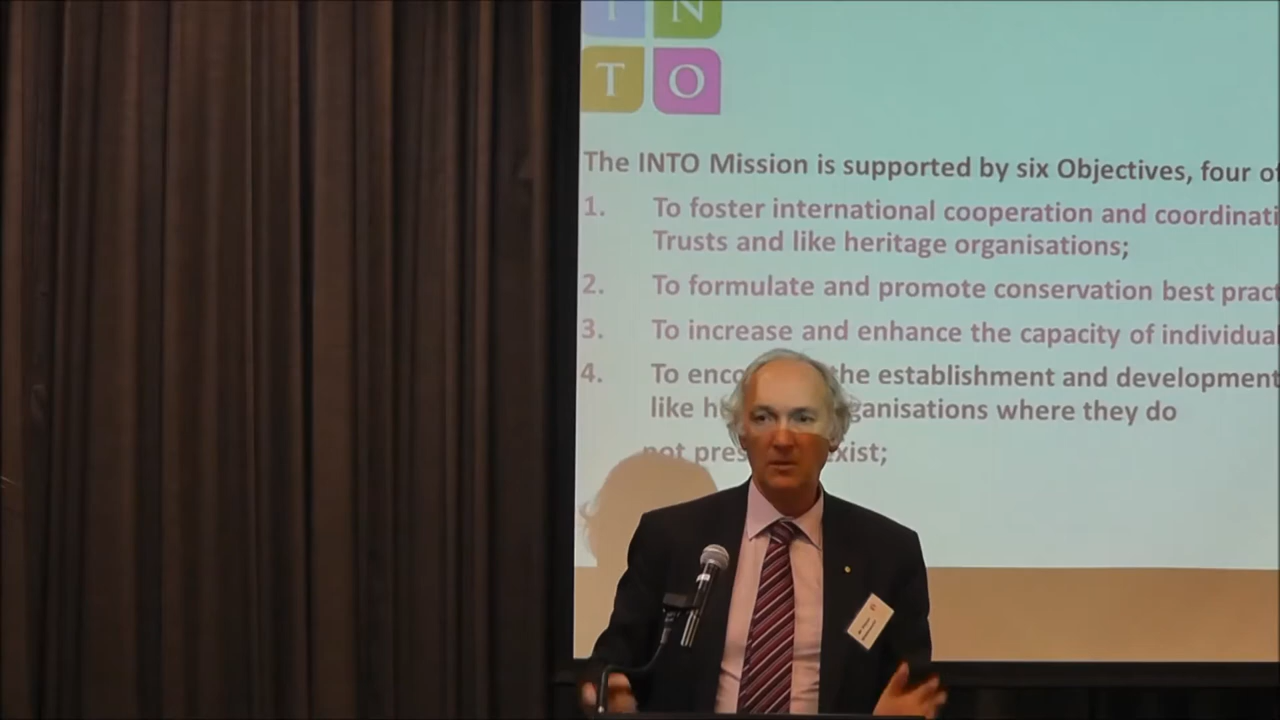 I N
T O
The INTO Mission is supported by six Objectives, four of
1. To foster international cooperation and coordinati
Trusts and like heritage organisations;
2. To formulate and promote conservation best pract
3. To increase and enhance the capacity of individual
4. To enco the establishment and development
like h ganisations where they do
not pres exist;